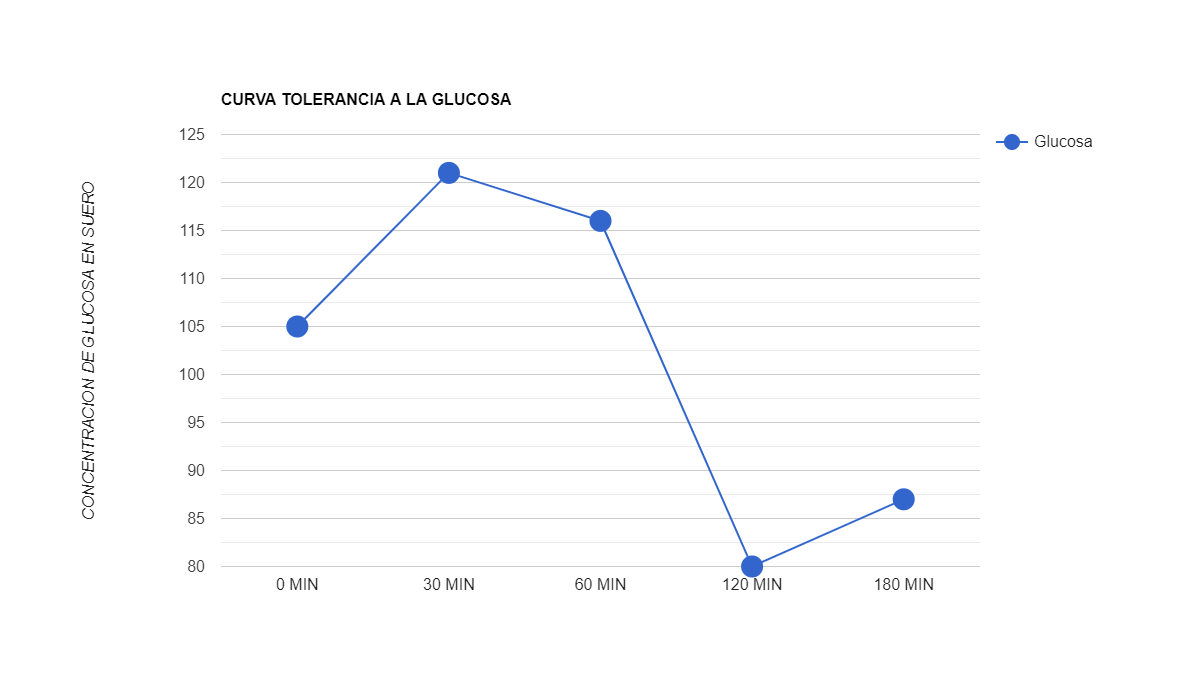 CURVA TOLERANCIA A LA GLUCOSA
Glucosa
CONCENTRACION DE GLUCOSA EN SUERO
125
120
115
110
105
100
95
90
85
80
0 MIN
30 MIN
60 MIN
120 MIN
180 MIN